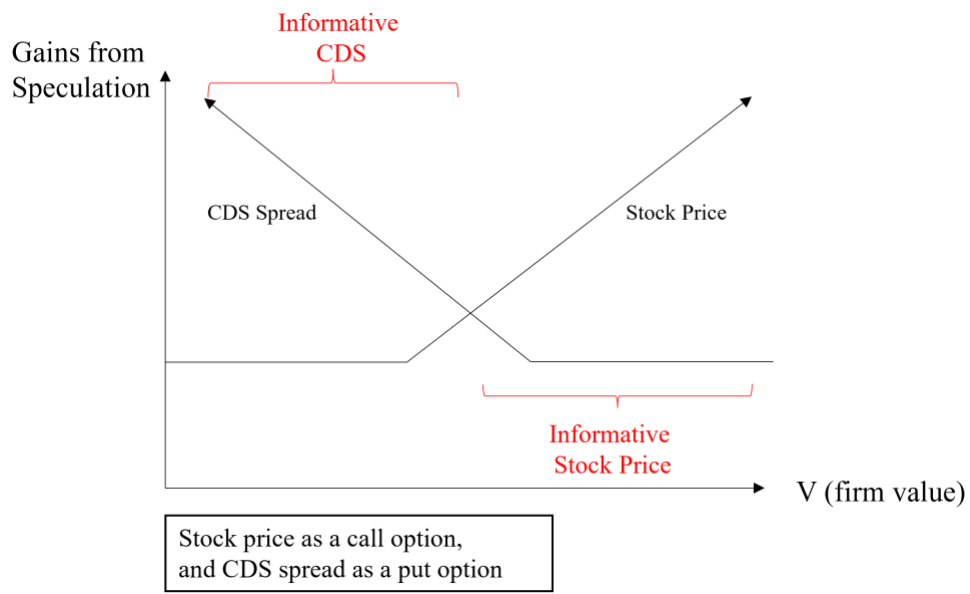 Informative
CDS
Gains from
Speculation
CDS Spread
Stock Price
Informative
Stock Price
V (firm value)
Stock price as a call option,
and CDS spread as a put option